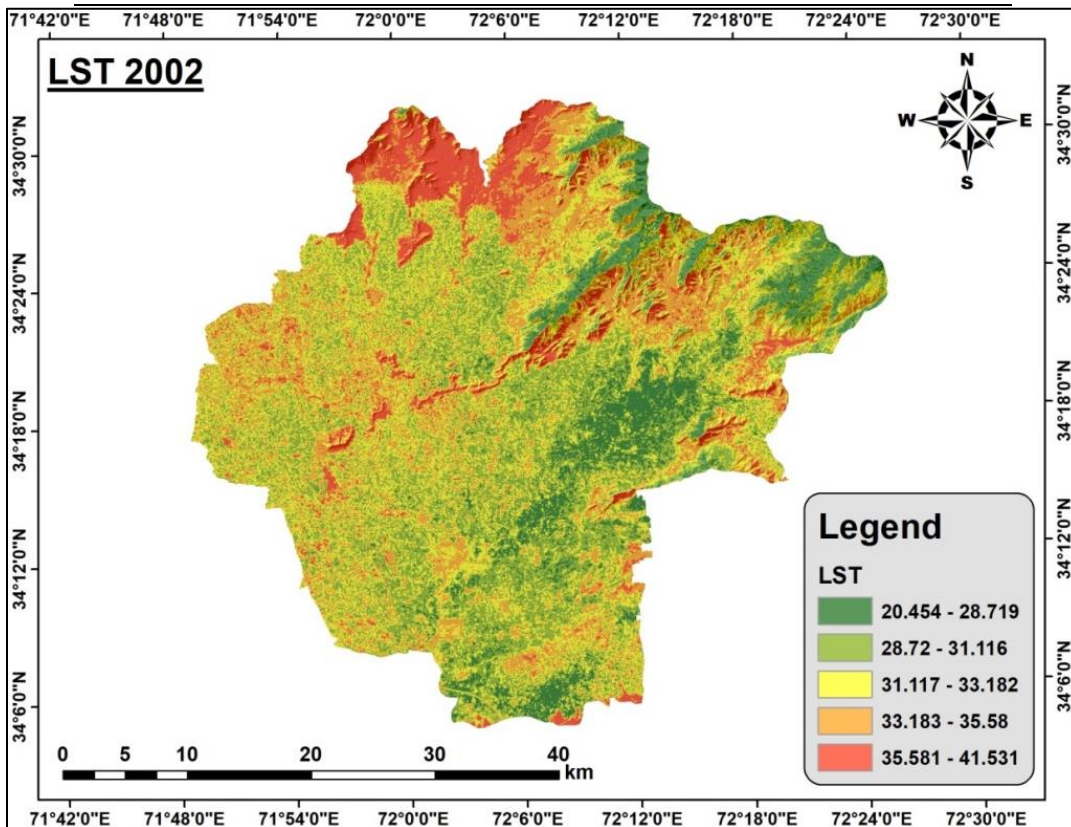 71°42'0"E 71°48'0"E 71°54'0"E 72°0'0"E 72°6'0"E 72°12'0"E 72°18'0"E 72°24'0"E 72°30'0"E
LST 2002
N
W E
S
34°30'0"N 34°30'0"N
34°24'0"N 34°24'0"N
34°18'0"N 34°18'0"N
34°12'0"N 34°12'0"N
34°6'0"N 34°6'0"N
Legend
LST
20.454 - 28.719
28.72 - 31.116
31.117 - 33.182
33.183 - 35.58
35.581 - 41.531
0 5 10 20 30 40
km
71°42'0"E 71°48'0"E 71°54'0"E 72°0'0"E 72°6'0"E 72°12'0"E 72°18'0"E 72°24'0"E 72°30'0"E